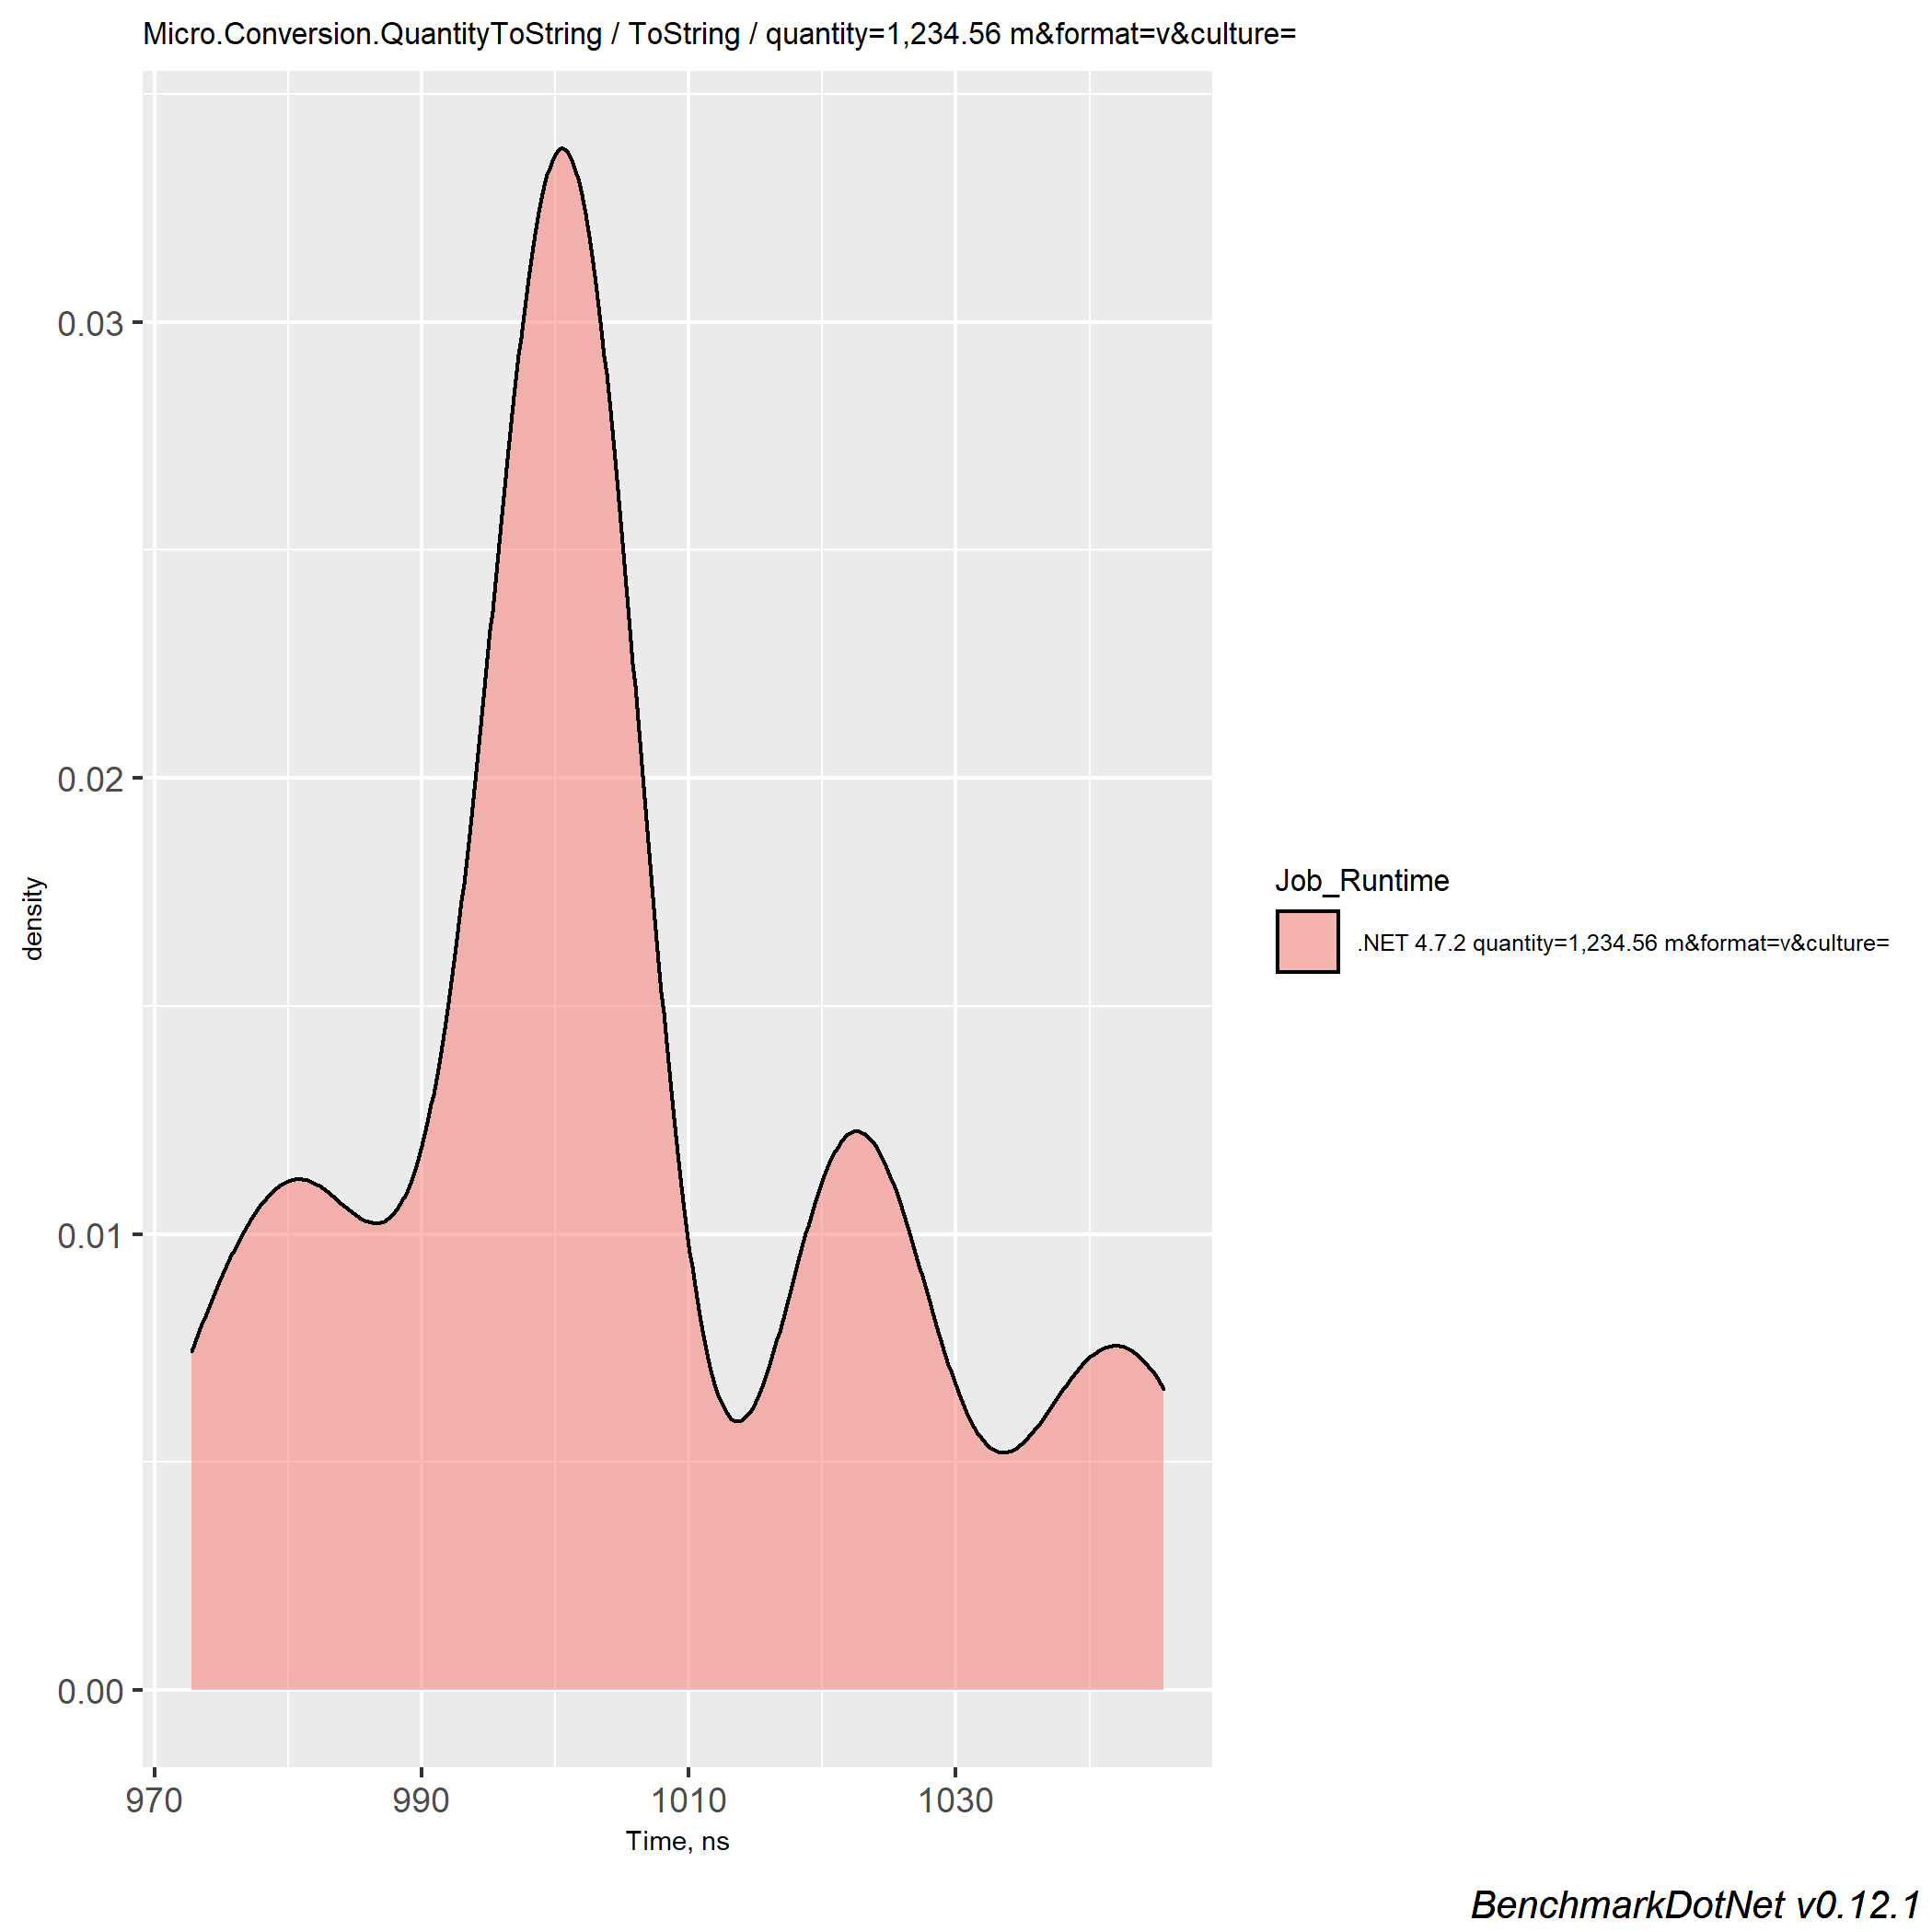 Micro.Conversion.QuantityToString / ToString / quantity=1,234.56 m&format=v&culture=
0.03
0.02
0.01
0.00
density
970 990 1010 1030
Time, ns
Job_Runtime
.NET 4.7.2 quantity=1,234.56 m&format=v&culture=
BenchmarkDotNet v0.12.1